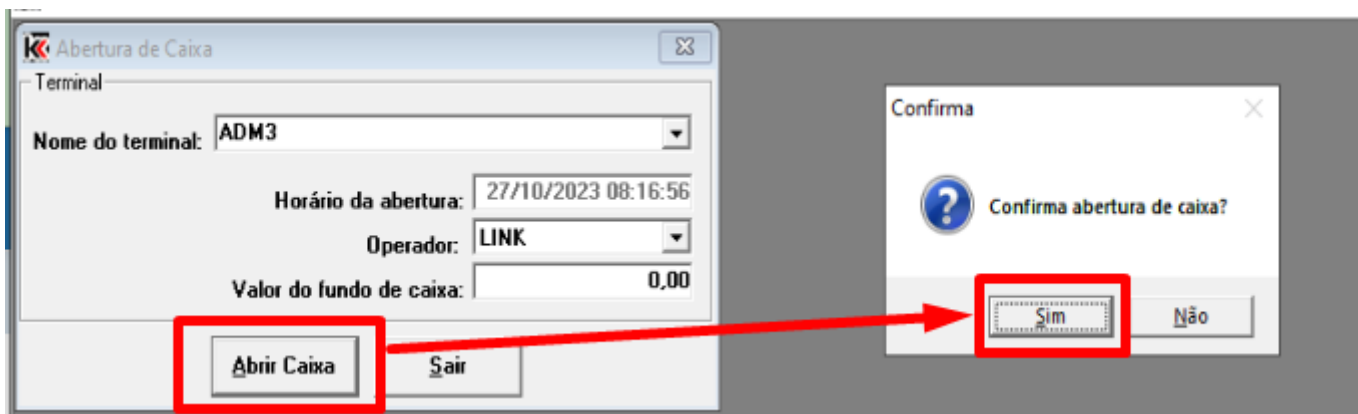 Abertura de Caixa
Terminal
Nome do terminal: ADM3
Horário da abertura: 27/10/2023 08:16:56
Operador: LINK
Valor do fundo de caixa: 0,00
Abrir Caixa Sair
Confirma
Confirma abertura de caixa?
Sim Não